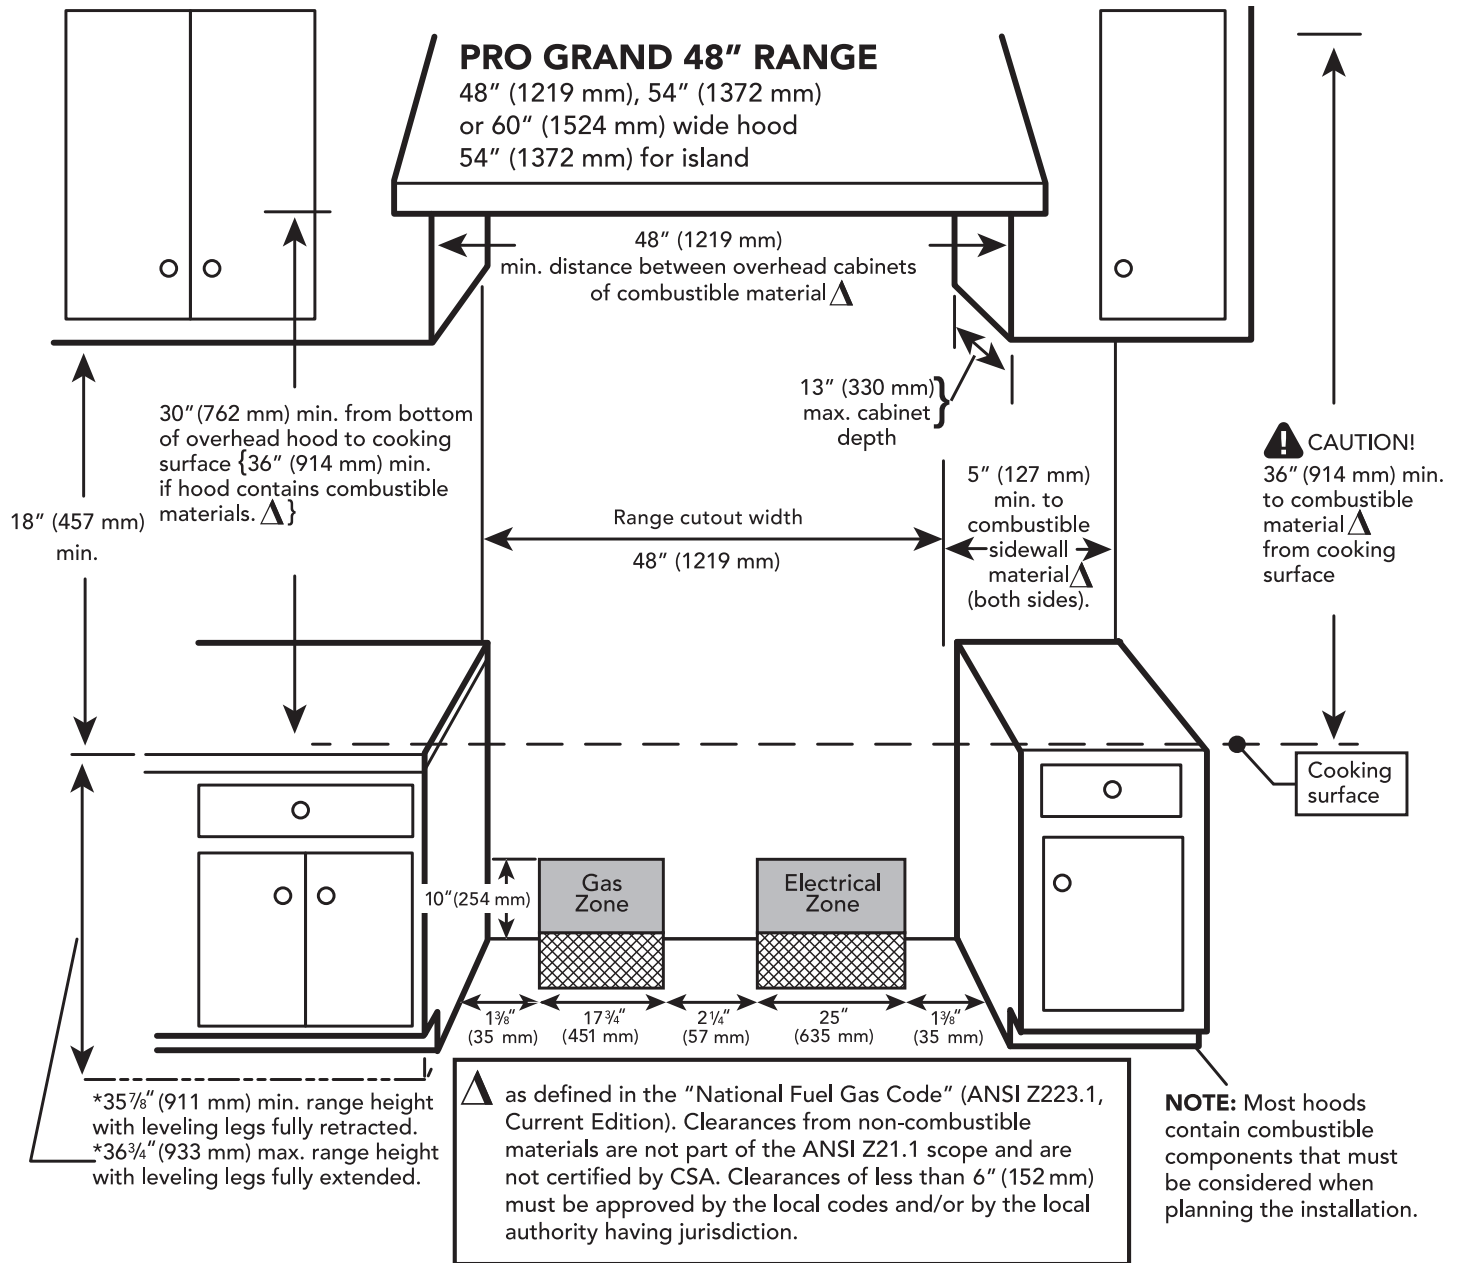 PRO GRAND 48” RANGE
48” (1219 mm), 54” (1372 mm)
or 60” (1524 mm) wide hood
54” (1372 mm) for island
48” (1219 mm)
min. distance between overhead cabinets
of combustible material Δ
13” (330 mm)
max. cabinet
depth
30” (762 mm) min. from bottom
of overhead hood to cooking
surface {36” (914 mm) min.
if hood contains combustible
materials. Δ}
18” (457 mm)
min.
Range cutout width
48” (1219 mm)
5” (127 mm)
min. to
combustible
sidewall
material Δ
(both sides).
CAUTION!
36” (914 mm) min.
to combustible
material Δ
from cooking
surface
Cooking
surface
10” (254 mm)
Gas
Zone
Electrical
Zone
1⅜”
(35 mm)
17¾”
(451 mm)
2¼”
(57 mm)
25”
(635 mm)
1⅜”
(35 mm)
*35⅞” (911 mm) min. range height
with leveling legs fully retracted.
*36¾” (933 mm) max. range height
with leveling legs fully extended.
Δ as defined in the “National Fuel Gas Code” (ANSI Z223.1,
Current Edition). Clearances from non-combustible
materials are not part of the ANSI Z21.1 scope and are
not certified by CSA. Clearances of less than 6” (152 mm)
must be approved by the local codes and/or by the local
authority having jurisdiction.
NOTE: Most hoods
contain combustible
components that must
be considered when
planning the installation.